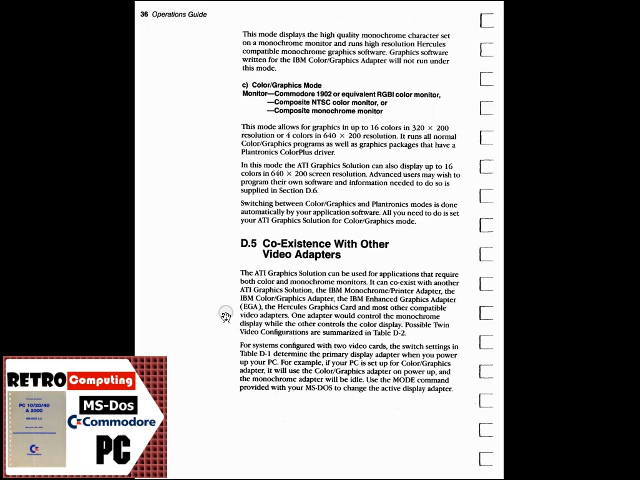 36 Operations Guide
This mode displays the high quality monochrome character set
on a monochrome monitor and runs high resolution Hercules
compatible monochrome graphics software. Graphics software
written for the IBM Color/Graphics Adapter will not run under
this mode.
c) Color/Graphics Mode
Monitor—Commodore 1902 or equivalent RGBI color monitor,
—Composite NTSC color monitor, or
—Composite monochrome monitor
This mode allows for graphics in up to 16 colors in 320 × 200
resolution or 4 colors in 640 × 200 resolution. It runs all normal
Color/Graphics programs as well as graphics packages that have a
Plantronics ColorPlus driver.
In this mode the ATI Graphics Solution can also display up to 16
colors in 640 × 200 screen resolution. Advanced users may wish to
program their own software and information needed to do so is
supplied in Section D.6.
Switching between Color/Graphics and Plantronics modes is done
automatically by your application software. All you need to do is set
your ATI Graphics Solution for Color/Graphics mode.
D.5 Co-Existence With Other
Video Adapters
The ATI Graphics Solution can be used for applications that require
both color and monochrome monitors. It can co-exist with another
ATI Graphics Solution, the IBM Monochrome/Printer Adapter, the
IBM Color/Graphics Adapter, the IBM Enhanced Graphics Adapter
(EGA), the Hercules Graphics Card and most other compatible
video adapters. One adapter would control the monochrome
display while the other controls the color display. Possible Twin
Video Configurations are summarized in Table D-2.
For systems configured with two video cards, the switch settings in
Table D-1 determine the primary display adapter when you power
up your PC. For example, if your PC is set up for Color/Graphics
adapter, it will use the Color/Graphics adapter on power up, and
the monochrome adapter will be idle. Use the MODE command
provided with your MS-DOS to change the active display adapter.
RETRO Computing
PC 10/20/40
A 2000
MS-Dos
Commodore
PC